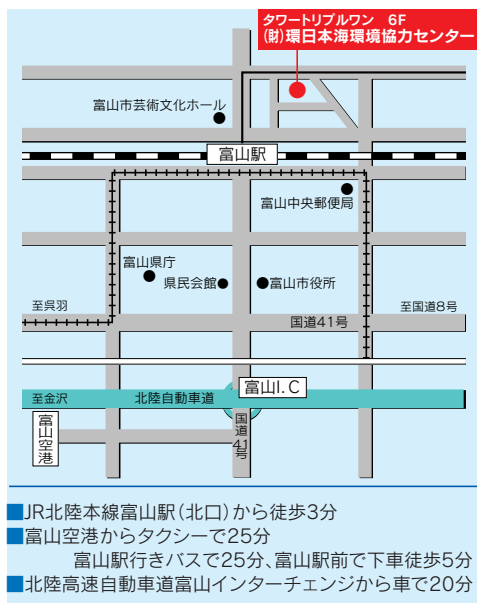 タワートリプルワン 6F
(財)環日本海環境協力センター
富山市芸術文化ホール
富山駅
富山中央郵便局
富山県庁
県民会館
富山市役所
至呉羽
至国道8号
国道41号
富山I.C
至金沢
北陸自動車道
富山空港
国道41号
■JR北陸本線富山駅(北口)から徒歩3分
■富山空港からタクシーで25分
富山駅行きバスで25分、富山駅前で下車徒歩5分
■北陸高速自動車道富山インターチェンジから車で20分